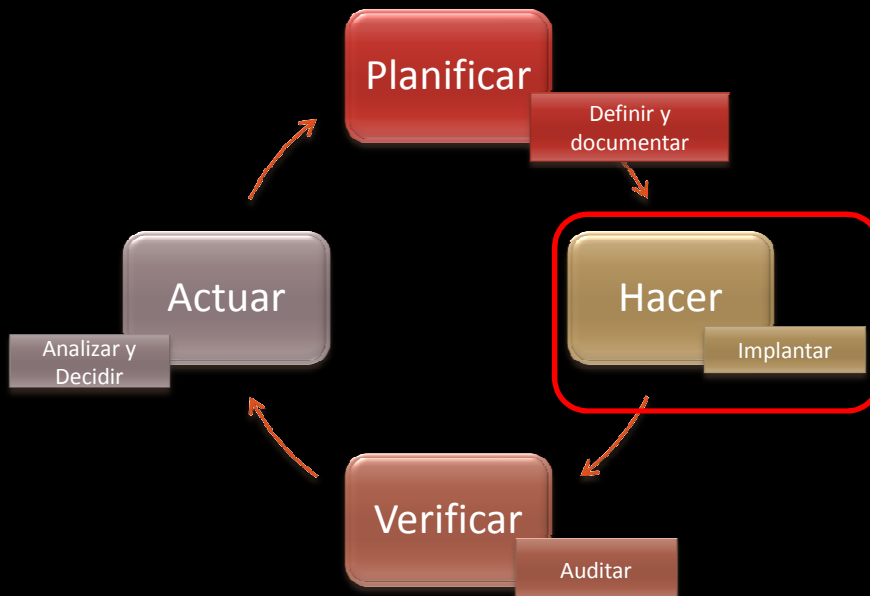 Planificar
Definir y
documentar
Hacer
Implantar
Actuar
Analizar y
Decidir
Verificar
Auditar